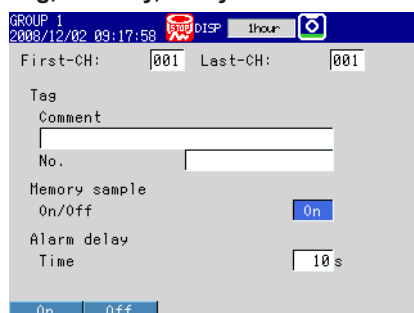 GROUP 1
2008/12/02 09:17:58 STOP DISP 1hour
First-CH: 001 Last-CH: 001
Tag
Comment
No.
Memory sample
On/Off On
Alarm delay
Time 10 s
On Off